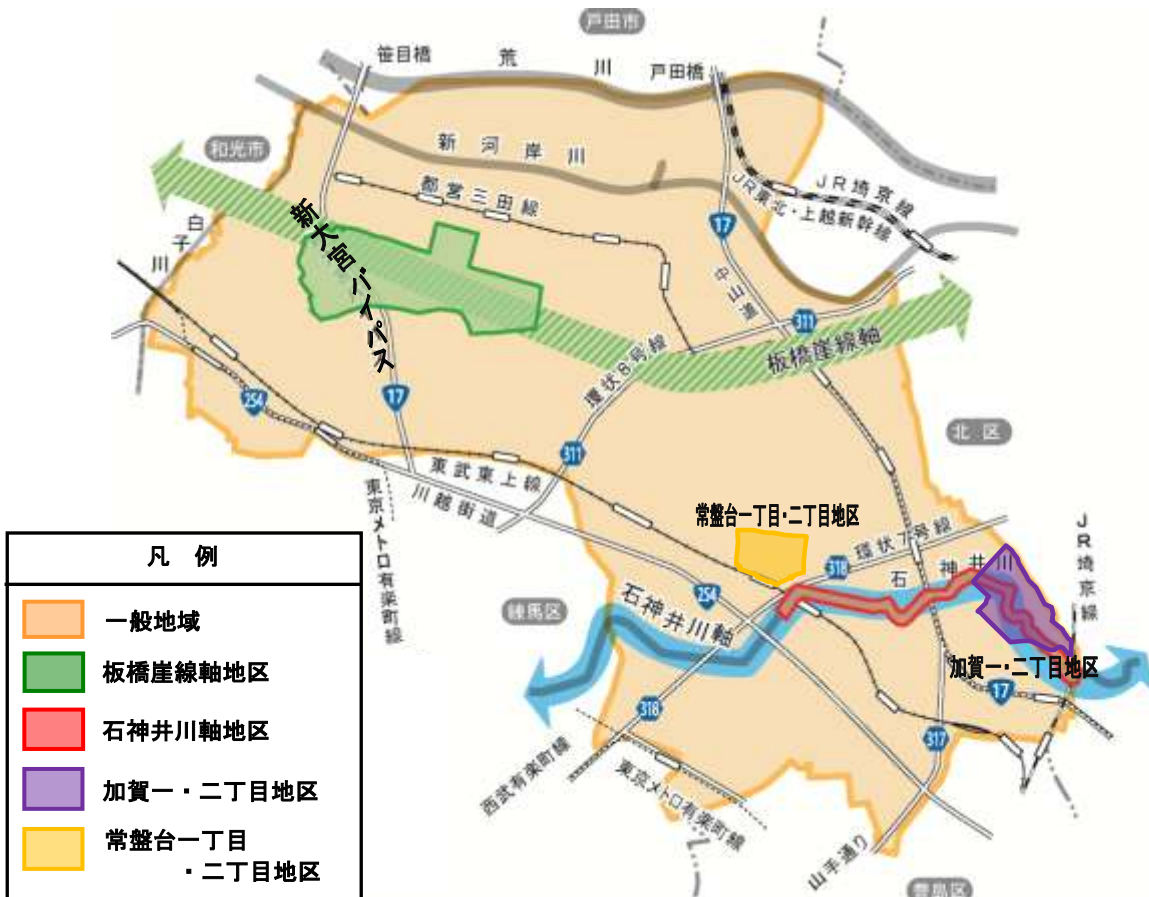 戸田市
笹目橋
荒川
戸田橋
新河岸川
和光市
都営三田線
JR埼京線
JR東北・上越新幹線
白子川
新大宮バイパス
17
中山道
311
板橋崖線軸
環状8号線
254
17
北区
311
東武東上線
川越街道
東京メトロ有楽町線
常盤台一丁目・二丁目地区
環状7号線
318
石神井川
JR埼京線
254
石神井川軸
練馬区
加賀一・二丁目地区
17
318
317
西武有楽町線
東京メトロ有楽町線
山手通り
豊島区
凡例
一般地域
板橋崖線軸地区
石神井川軸地区
加賀一・二丁目地区
常盤台一丁目
・二丁目地区